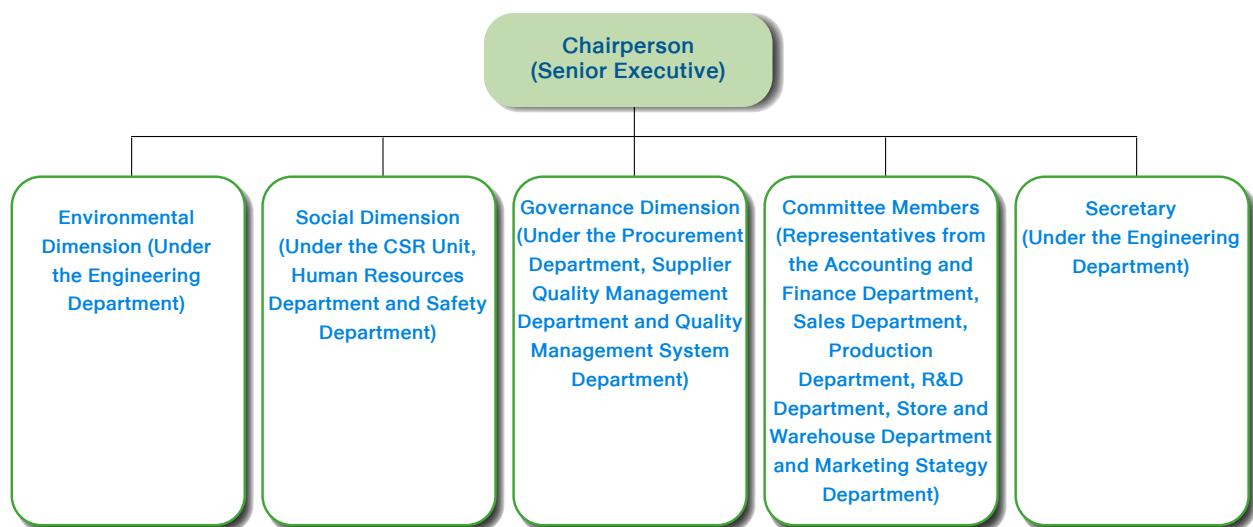 Chairperson
(Senior Executive)
Environmental
Dimension (Under
the Engineering
Department)
Social Dimension
(Under the CSR Unit,
Human Resources
Department and Safety
Department)
Governance Dimension
(Under the Procurement
Department, Supplier
Quality Management
Department and Quality
Management System
Department)
Committee Members
(Representatives from
the Accounting and
Finance Department,
Sales Department,
Production
Department, R&D
Department, Store and
Warehouse Department
and Marketing Stategy
Department)
Secretary
(Under the Engineering
Department)